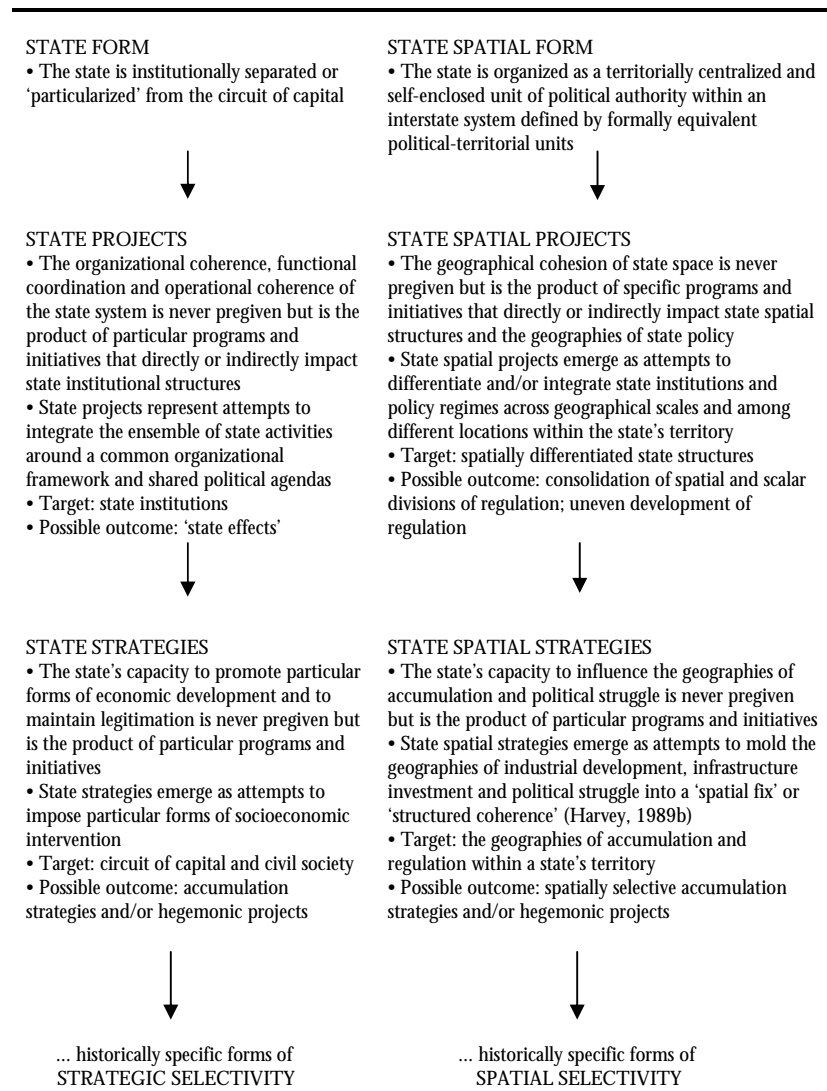 STATE FORM
• The state is institutionally separated or
‘particularized’ from the circuit of capital
STATE PROJECTS
• The organizational coherence, functional
coordination and operational coherence of
the state system is never pregiven but is the
product of particular programs and
initiatives that directly or indirectly impact
state institutional structures
• State projects represent attempts to
integrate the ensemble of state activities
around a common organizational
framework and shared political agendas
• Target: state institutions
• Possible outcome: ‘state effects’
STATE STRATEGIES
• The state’s capacity to promote particular
forms of economic development and to
maintain legitimation is never pregiven but
is the product of particular programs and
initiatives
• State strategies emerge as attempts to
impose particular forms of socioeconomic
intervention
• Target: circuit of capital and civil society
• Possible outcome: accumulation
strategies and/or hegemonic projects
... historically specific forms of
STRATEGIC SELECTIVITY
STATE SPATIAL FORM
• The state is organized as a territorially centralized and
self-enclosed unit of political authority within an
interstate system defined by formally equivalent
political-territorial units
STATE SPATIAL PROJECTS
• The geographical cohesion of state space is never
pregiven but is the product of specific programs and
initiatives that directly or indirectly impact state spatial
structures and the geographies of state policy
• State spatial projects emerge as attempts to
differentiate and/or integrate state institutions and
policy regimes across geographical scales and among
different locations within the state’s territory
• Target: spatially differentiated state structures
• Possible outcome: consolidation of spatial and scalar
divisions of regulation; uneven development of
regulation
STATE SPATIAL STRATEGIES
• The state’s capacity to influence the geographies of
accumulation and political struggle is never pregiven
but is the product of particular programs and initiatives
• State spatial strategies emerge as attempts to mold the
geographies of industrial development, infrastructure
investment and political struggle into a ‘spatial fix’ or
‘structured coherence’ (Harvey, 1989b)
• Target: the geographies of accumulation and
regulation within a state’s territory
• Possible outcome: spatially selective accumulation
strategies and/or hegemonic projects
... historically specific forms of
SPATIAL SELECTIVITY